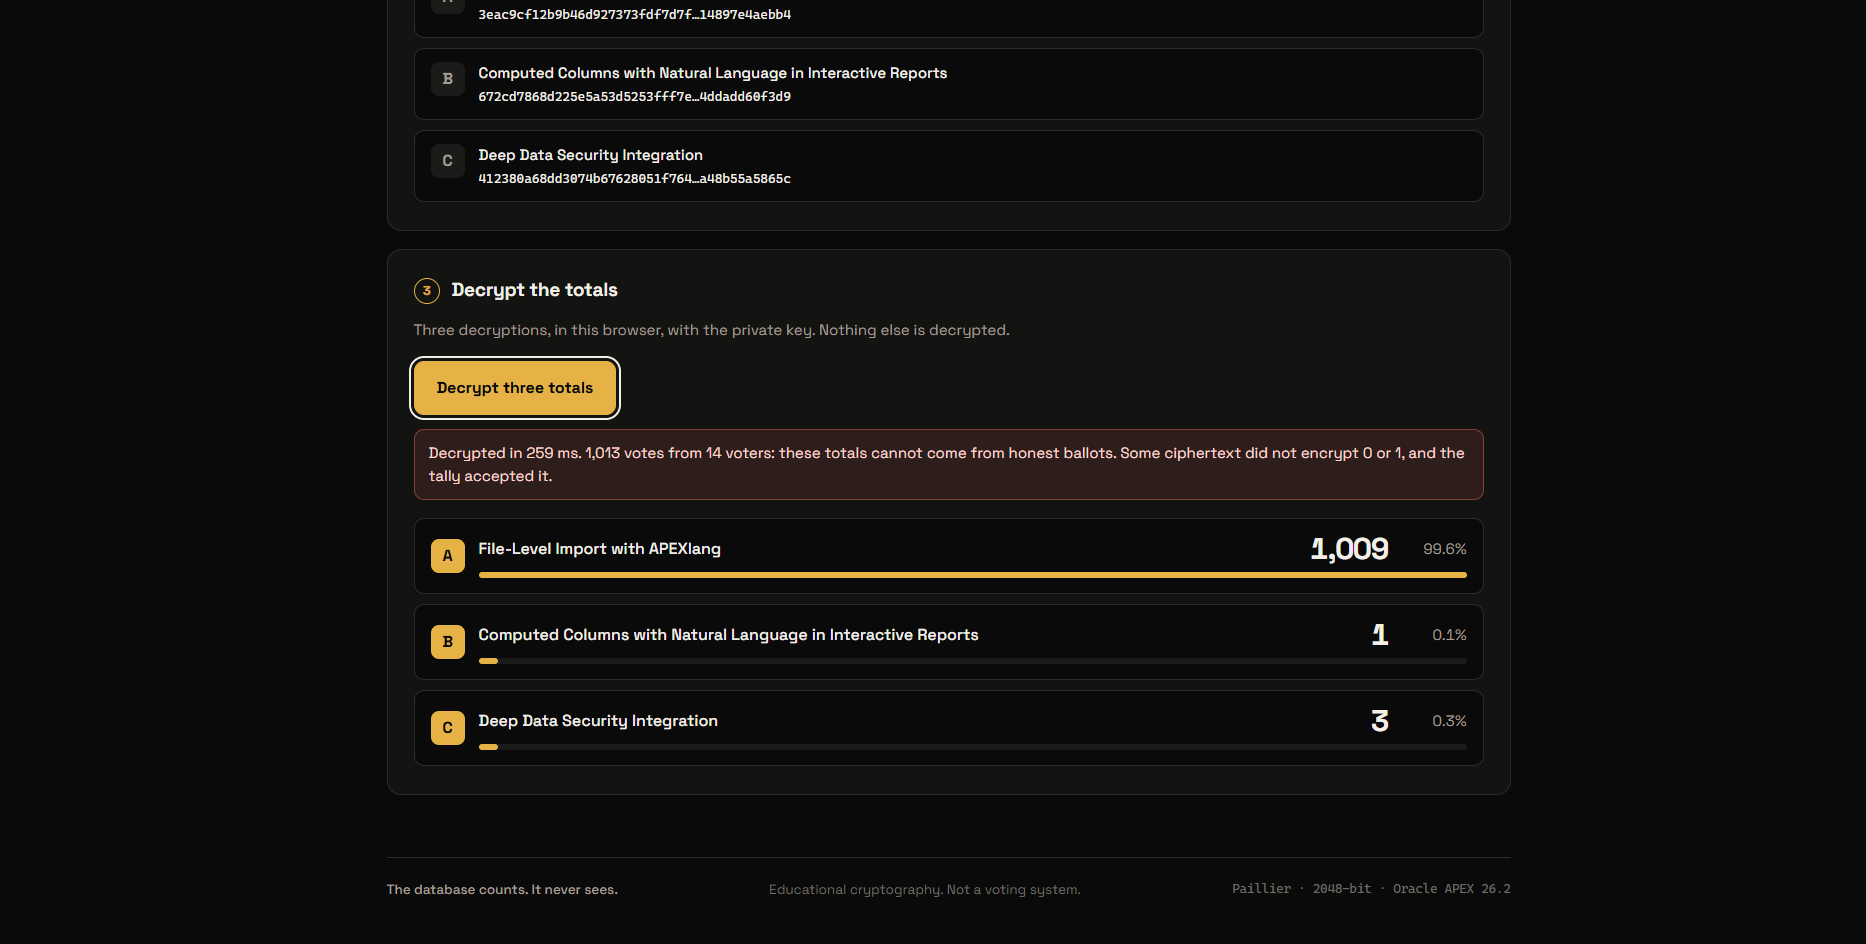 3eac9cf12b9b46d927373fdf7d7f…14897e4aebb4
B
Computed Columns with Natural Language in Interactive Reports
672cd7868d225e5a53d5253fff7e…4ddadd60f3d9
C
Deep Data Security Integration
412380a68dd3074b67628051f764…a48b55a5865c
3
Decrypt the totals
Three decryptions, in this browser, with the private key. Nothing else is decrypted.
Decrypt three totals
Decrypted in 259 ms. 1,013 votes from 14 voters: these totals cannot come from honest ballots. Some ciphertext did not encrypt 0 or 1, and the
tally accepted it.
A
File-Level Import with APEXlang
1,009
99.6%
B
Computed Columns with Natural Language in Interactive Reports
1
0.1%
C
Deep Data Security Integration
3
0.3%
The database counts. It never sees.
Educational cryptography. Not a voting system.
Paillier · 2048-bit · Oracle APEX 26.2